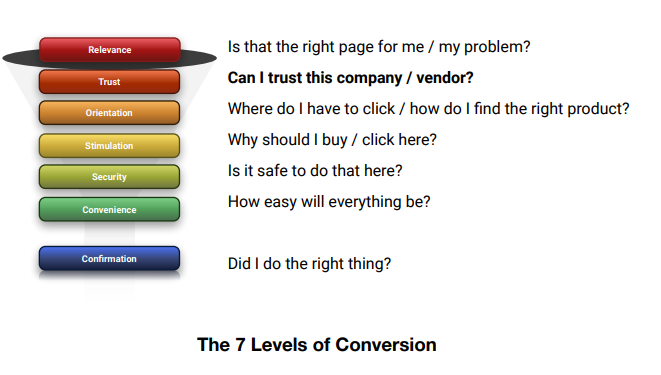 Relevance Is that the right page for me / my problem?
Trust Can I trust this company / vendor?
Orientation Where do I have to click / how do I find the right product?
Stimulation Why should I buy / click here?
Security Is it safe to do that here?
Convenience How easy will everything be?
Confirmation Did I do the right thing?
The 7 Levels of Conversion